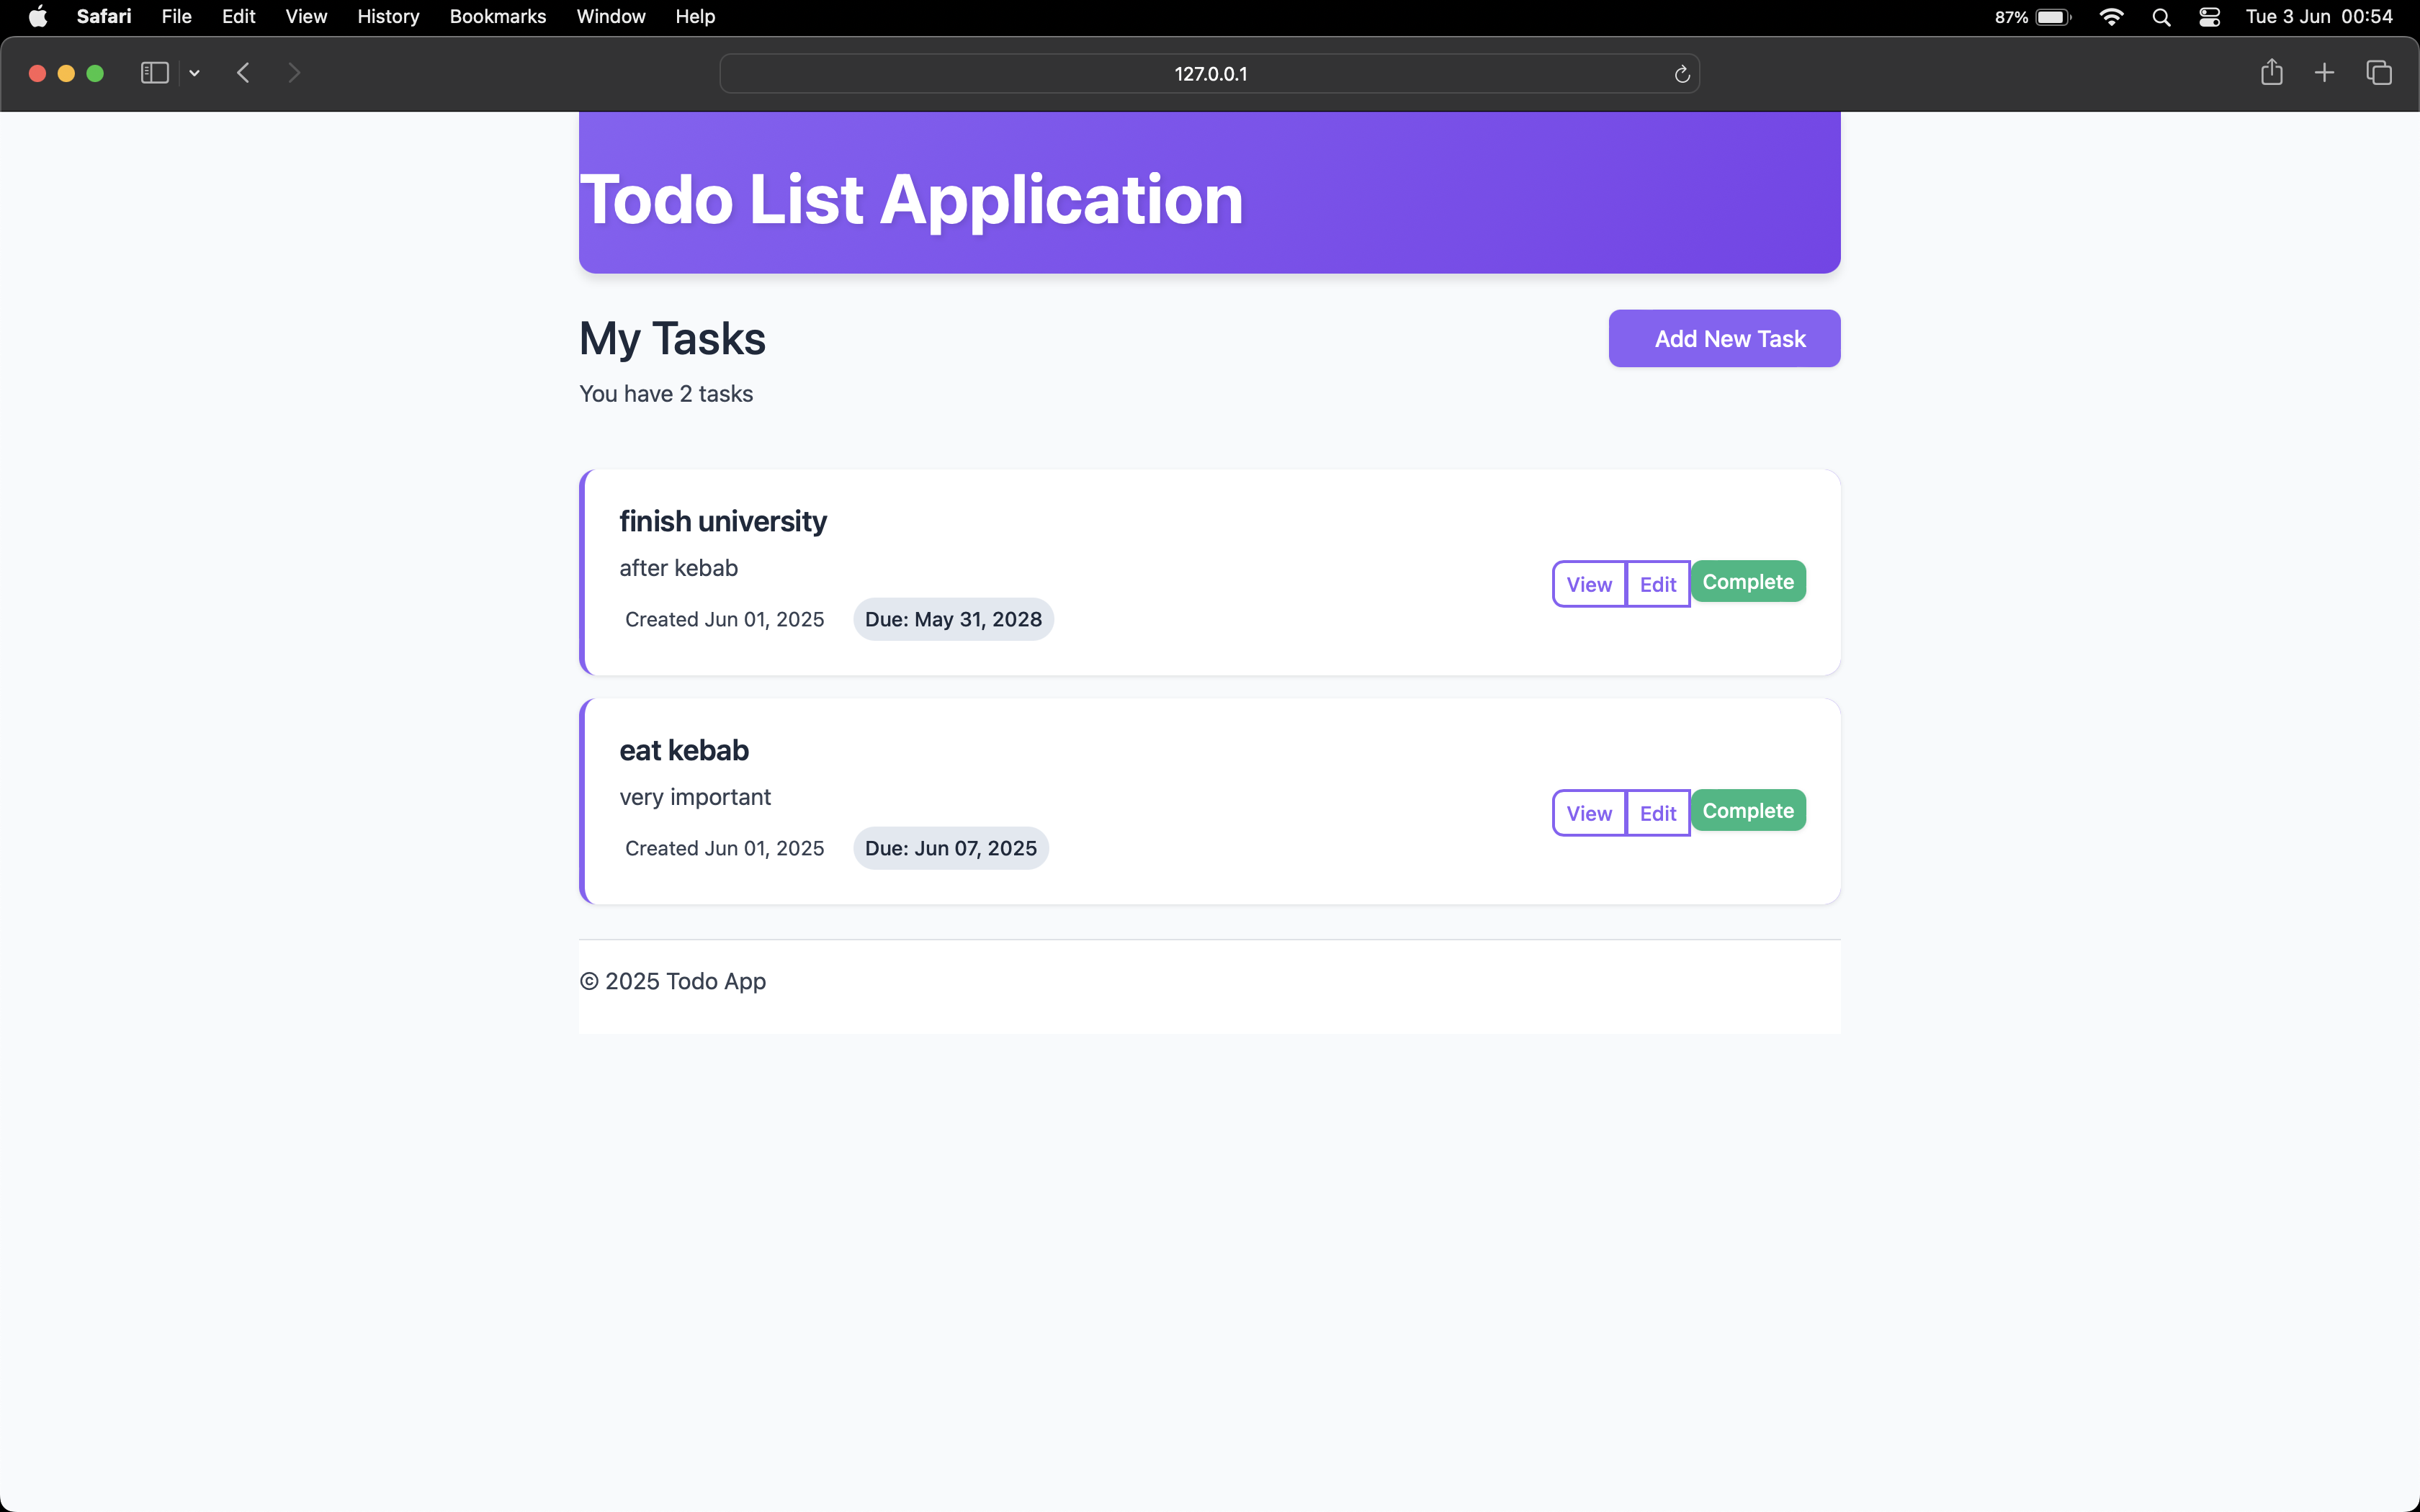 Safari File Edit View History Bookmarks Window Help 87% Tue 3 Jun 00:54
127.0.0.1
Todo List Application
My Tasks
Add New Task
You have 2 tasks
finish university
after kebab
View Edit Complete
Created Jun 01, 2025 Due: May 31, 2028
eat kebab
very important
View Edit Complete
Created Jun 01, 2025 Due: Jun 07, 2025
© 2025 Todo App